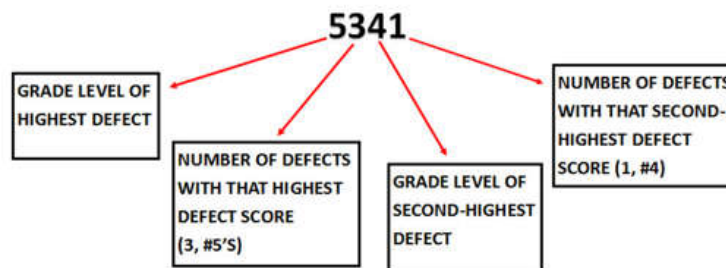 5341
GRADE LEVEL OF
HIGHEST DEFECT
NUMBER OF DEFECTS
WITH THAT HIGHEST
DEFECT SCORE
(3, #5'S)
GRADE LEVEL OF
SECOND-HIGHEST
DEFECT
NUMBER OF DEFECTS
WITH THAT SECOND-
HIGHEST DEFECT
SCORE (1, #4)